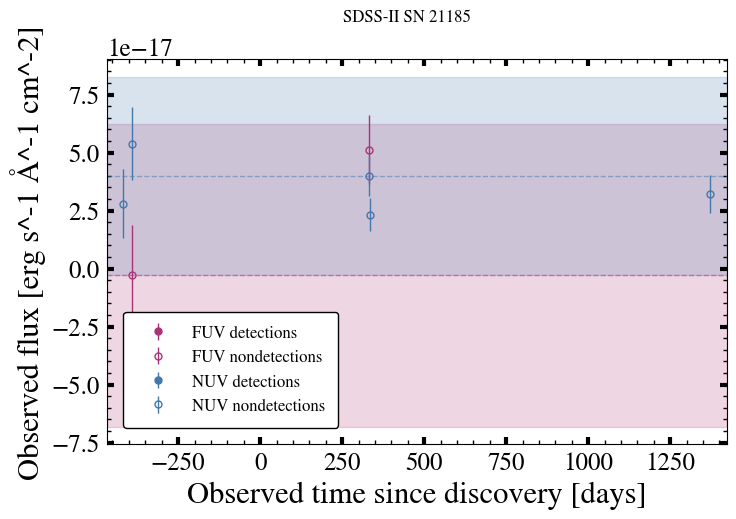 SDSS-II SN 21185
1e−17
7.5
5.0
2.5
0.0
−2.5
−5.0
−7.5
Observed flux [erg s^-1 Å^-1 cm^-2]
FUV detections
FUV nondetections
NUV detections
NUV nondetections
−250 0 250 500 750 1000 1250
Observed time since discovery [days]